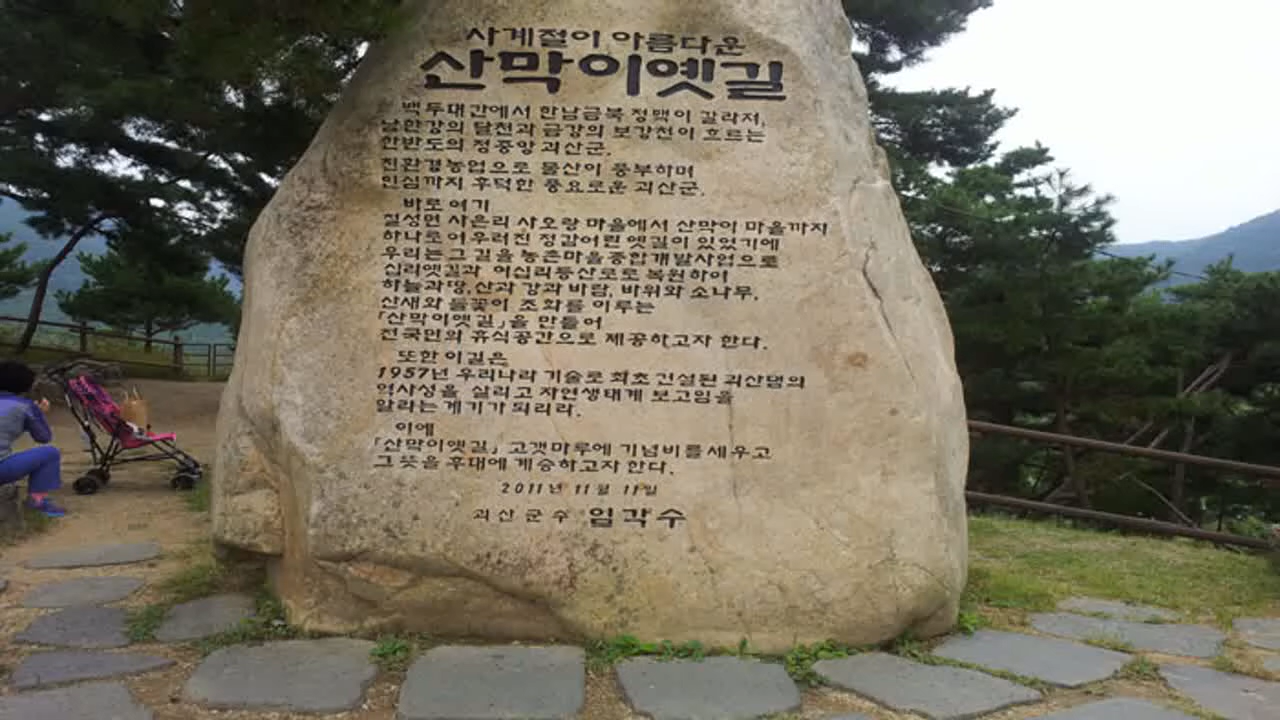 사계절이 아름다운
산막이옛길
백두대간에서 한남금북 정맥이 갈라져,
남한강의 달천과 금강의 보강천이 흐르는
한반도의 정중앙 괴산군.
친환경농업으로 물산이 풍부하며
인심까지 후덕한 풍요로운 괴산군.
바로 여기
칠성면 사은리 사오랑 마을에서 산막이 마을까지
하나로 어우러진 정감어린 옛길이 있었기에
우리는 그 길을 농촌마을종합개발사업으로
십리옛길과 이십리등산로로 복원하여
하늘과 땅, 산과 강과 바람, 바위와 소나무,
산새와 들꽃이 조화를 이루는
「산막이옛길」을 만들어
전국민의 휴식공간으로 제공하고자 한다.
또한 이길은
1957년 우리나라 기술로 최초 건설된 괴산댐의
역사성을 살리고 자연생태계 보고임을
알리는 계기가 되리라.
이에
「산막이옛길」 고갯마루에 기념비를 세우고
그 뜻을 후대에 계승하고자 한다.
2011년 11월 11일
괴산군수 임각수